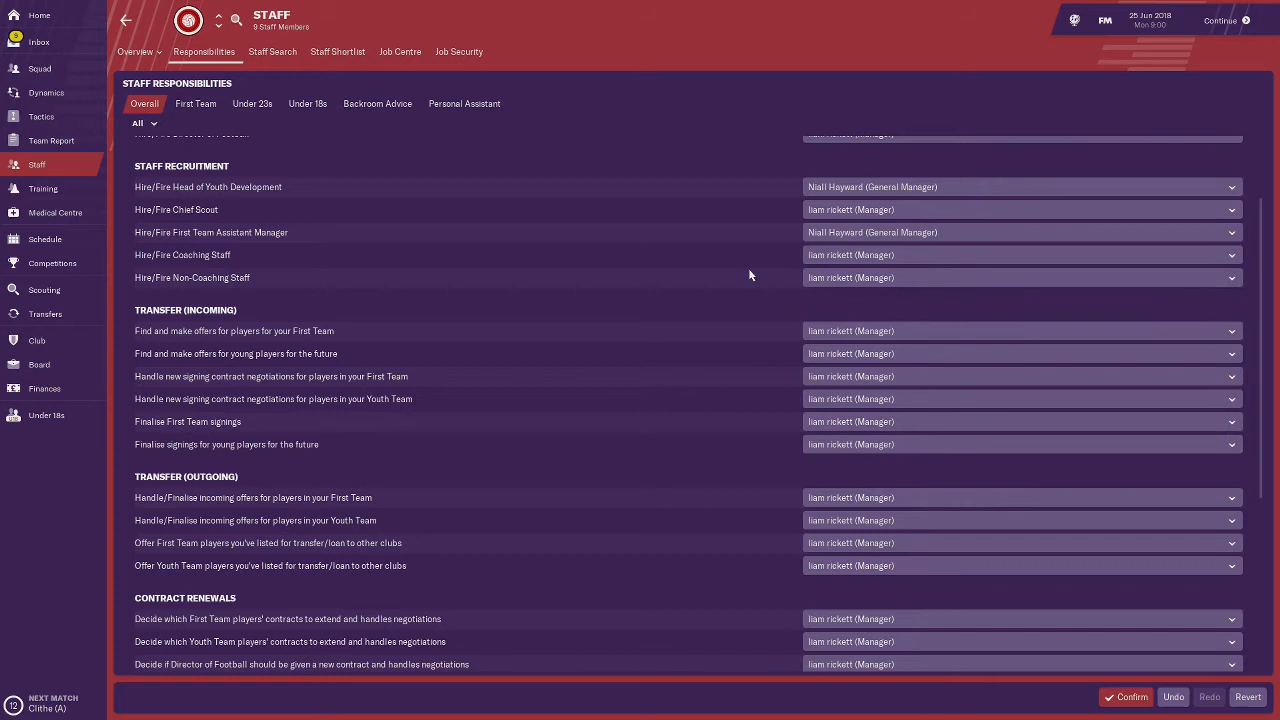 Home
STAFF
9 Staff Members
FM
25 Jun 2018
Mon 9:00
Continue
9
Inbox
Overview
Responsibilities
Staff Search
Staff Shortlist
Job Centre
Job Security
Squad
Dynamics
Tactics
Team Report
Staff
Training
Medical Centre
Schedule
Competitions
Scouting
Transfers
Club
Board
Finances
Under 18s
NEXT MATCH
12
Clithe (A)
STAFF RESPONSIBILITIES
Overall
First Team
Under 23s
Under 18s
Backroom Advice
Personal Assistant
All
STAFF RECRUITMENT
Hire/Fire Head of Youth Development
Niall Hayward (General Manager)
Hire/Fire Chief Scout
liam rickett (Manager)
Hire/Fire First Team Assistant Manager
Niall Hayward (General Manager)
Hire/Fire Coaching Staff
liam rickett (Manager)
Hire/Fire Non-Coaching Staff
liam rickett (Manager)
TRANSFER (INCOMING)
Find and make offers for players for your First Team
liam rickett (Manager)
Find and make offers for young players for the future
liam rickett (Manager)
Handle new signing contract negotiations for players in your First Team
liam rickett (Manager)
Handle new signing contract negotiations for players in your Youth Team
liam rickett (Manager)
Finalise First Team signings
liam rickett (Manager)
Finalise signings for young players for the future
liam rickett (Manager)
TRANSFER (OUTGOING)
Handle/Finalise incoming offers for players in your First Team
liam rickett (Manager)
Handle/Finalise incoming offers for players in your Youth Team
liam rickett (Manager)
Offer First Team players you've listed for transfer/loan to other clubs
liam rickett (Manager)
Offer Youth Team players you've listed for transfer/loan to other clubs
liam rickett (Manager)
CONTRACT RENEWALS
Decide which First Team players' contracts to extend and handles negotiations
liam rickett (Manager)
Decide which Youth Team players' contracts to extend and handles negotiations
liam rickett (Manager)
Decide if Director of Football should be given a new contract and handles negotiations
liam rickett (Manager)
Confirm
Undo
Redo
Revert